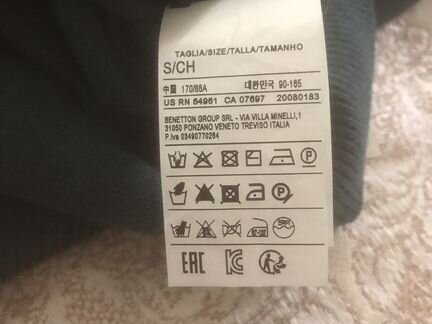 TAGLIA/SIZE/TALLA/TAMANHO
S/CH
中国 170/88A 대한민국 90-165
US RN 64961 CA 07697 20080183
BENETTON GROUP SRL - VIA VILLA MINELLI,1
31050 PONZANO VENETO TREVISO ITALIA
P.Iva 03490770264
EAC